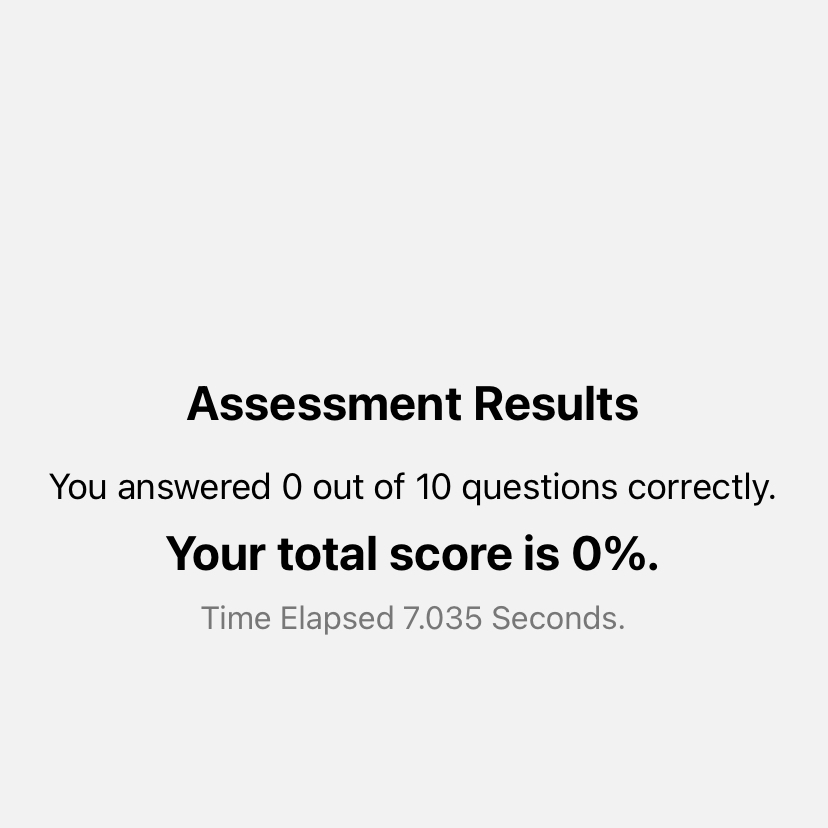 Assessment Results
You answered 0 out of 10 questions correctly.
Your total score is 0%.
Time Elapsed 7.035 Seconds.